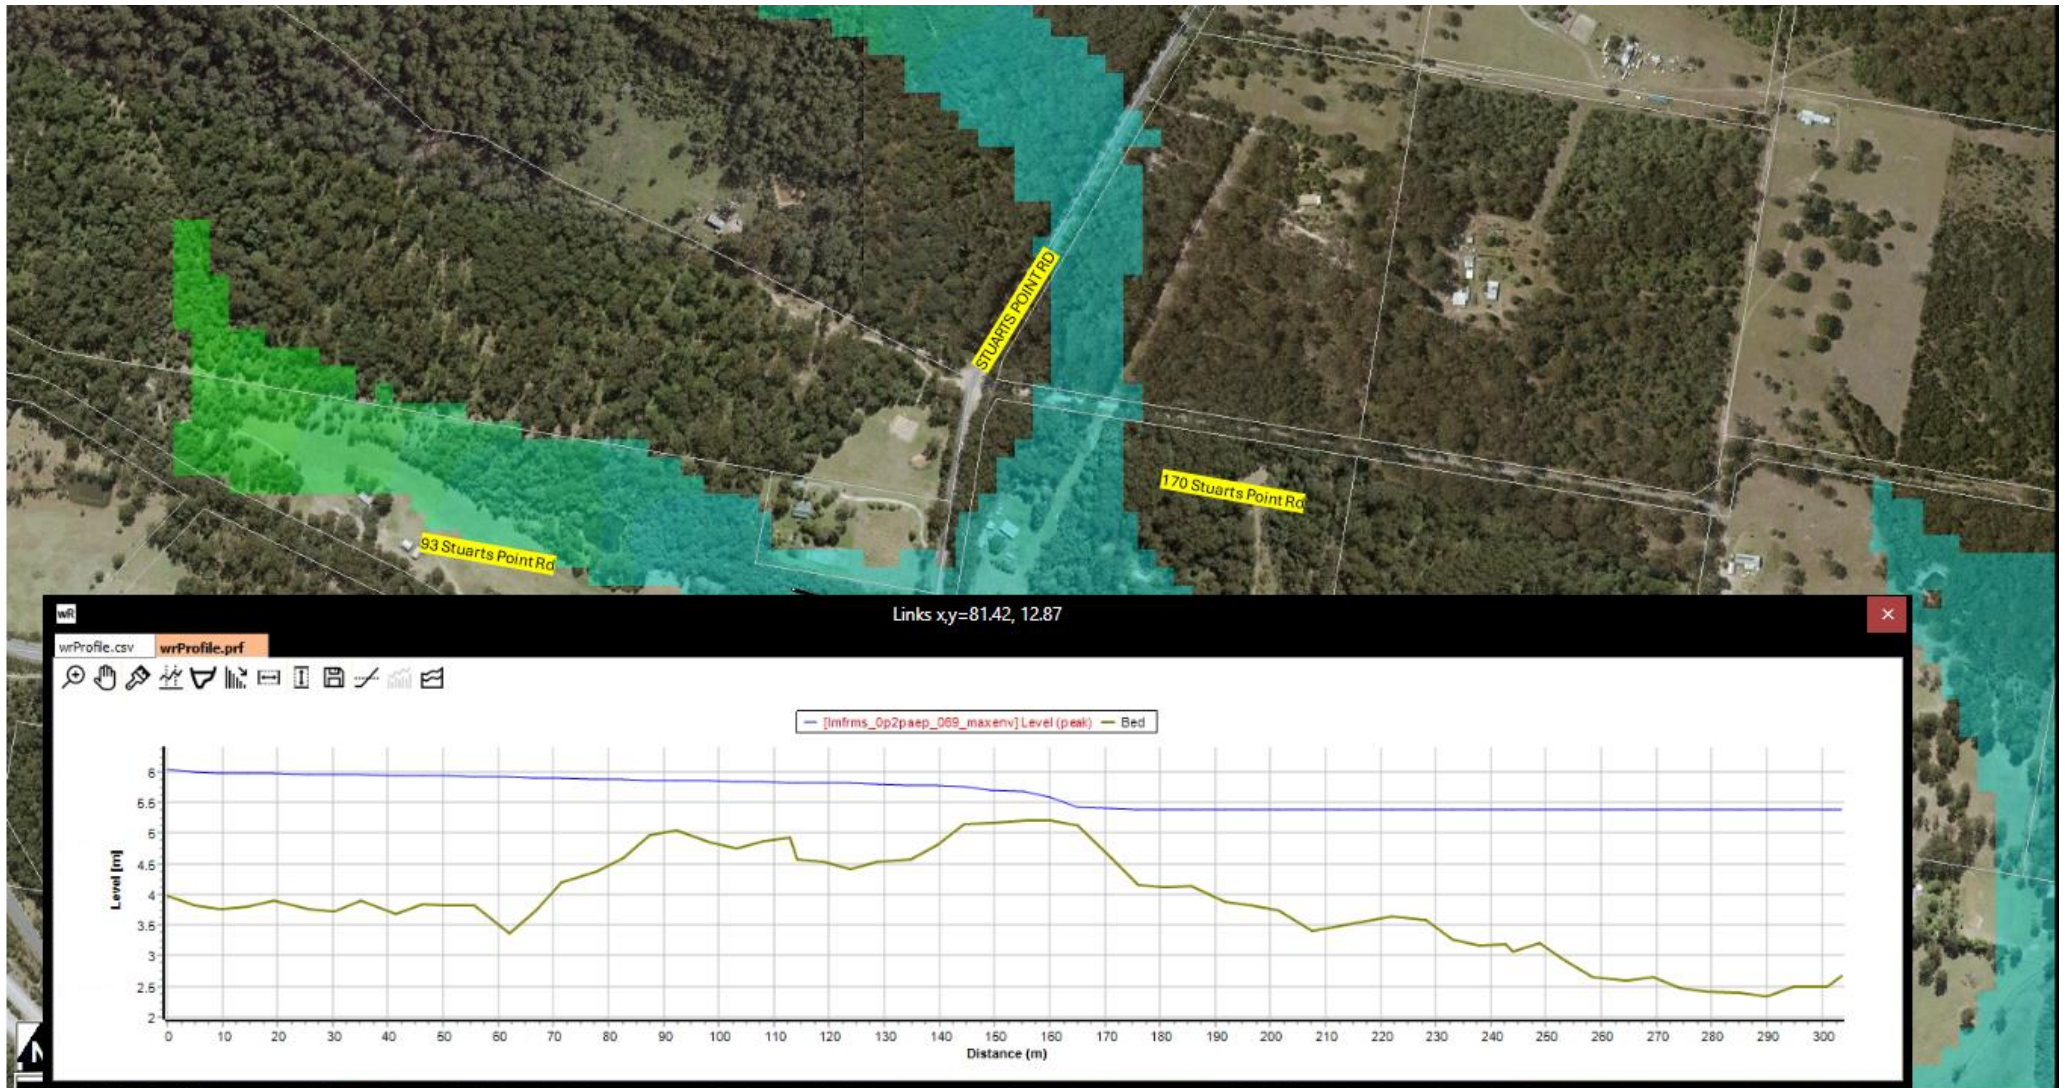 STUARTS POINT RD
170 Stuarts Point Rd
93 Stuarts Point Rd
wR
Links x,y=81.42, 12.87
wrProfile.csv
wrProfile.prf
[lmfrms_0p2paep_069_maxenv] Level (peak)
Bed
Level [m]
6
5.5
5
4.5
4
3.5
3
2.5
2
0 10 20 30 40 50 60 70 80 90 100 110 120 130 140 150 160 170 180 190 200 210 220 230 240 250 260 270 280 290 300
Distance (m)
N